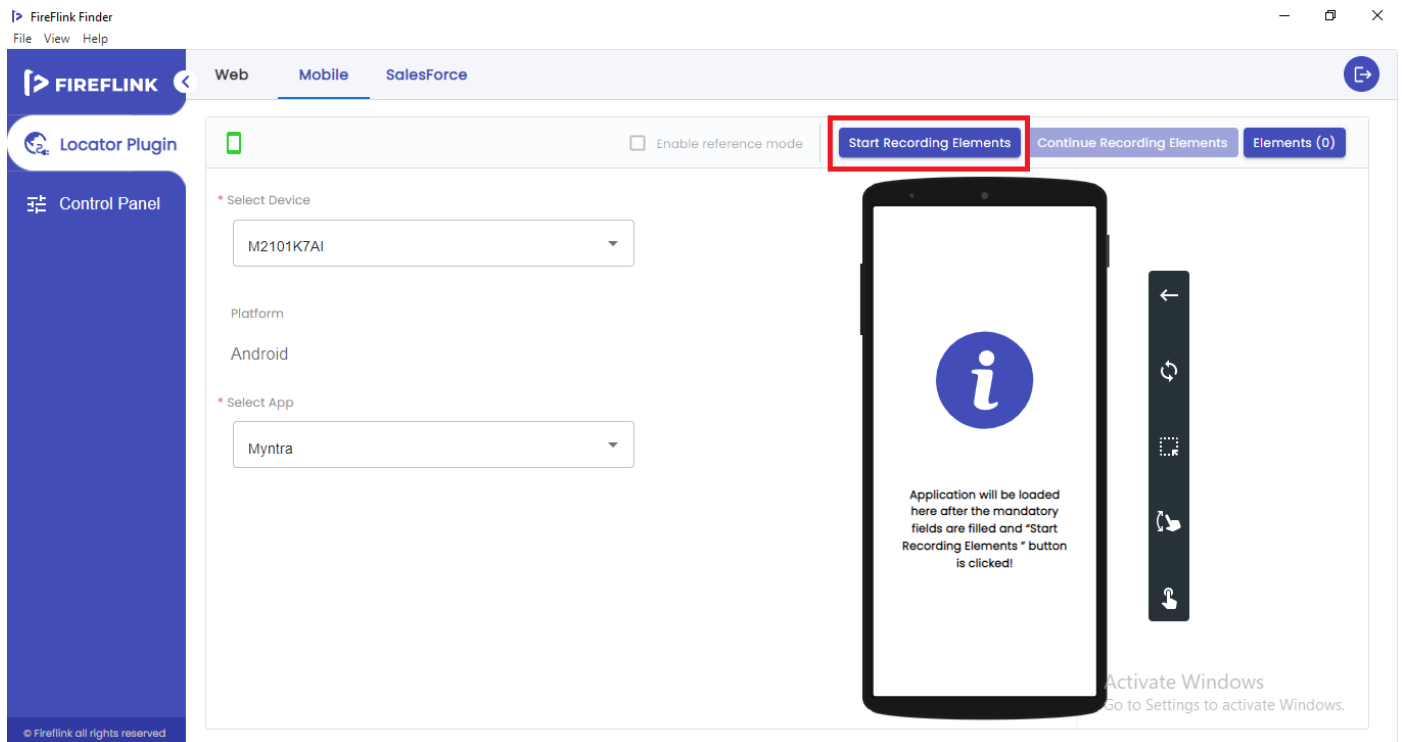 FireFlink Finder
File View Help
FIREFLINK
Web Mobile SalesForce
Locator Plugin
Control Panel
Enable reference mode
Start Recording Elements
Continue Recording Elements
Elements (0)
* Select Device
M2101K7AI
Platform
Android
* Select App
Myntra
Application will be loaded
here after the mandatory
fields are filled and “Start
Recording Elements ” button
is clicked!
Activate Windows
Go to Settings to activate Windows.
© Fireflink all rights reserved